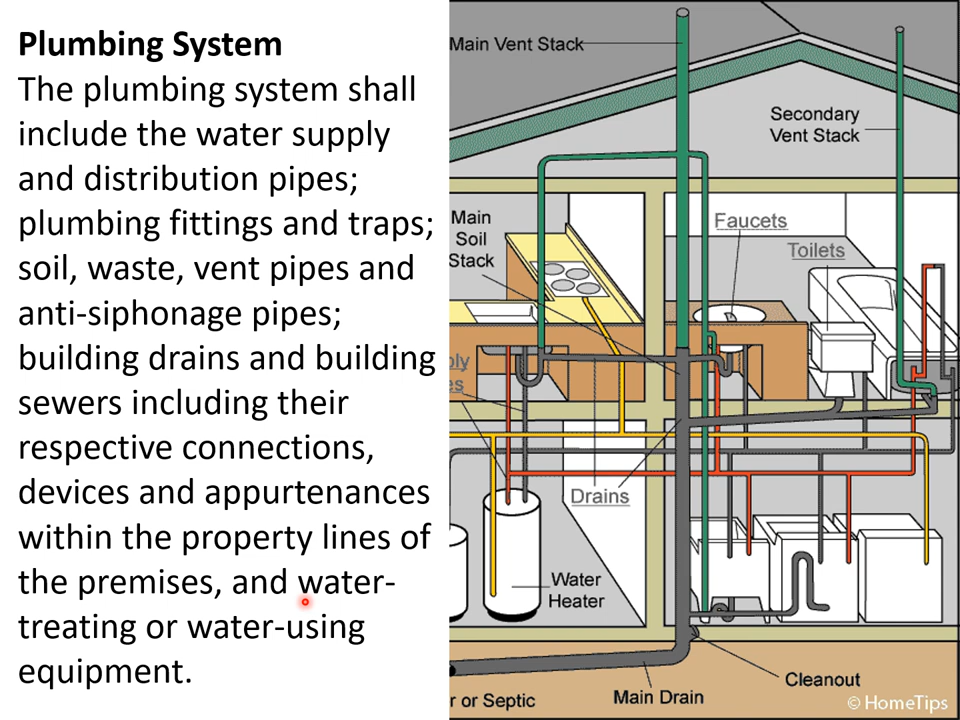 Plumbing System
The plumbing system shall
include the water supply
and distribution pipes;
plumbing fittings and traps;
soil, waste, vent pipes and
anti-siphonage pipes;
building drains and building
sewers including their
respective connections,
devices and appurtenances
within the property lines of
the premises, and water-
treating or water-using
equipment.
Main Vent Stack
Secondary
Vent Stack
Main
Soil
Stack
Faucets
Toilets
Drains
Water
Heater
Cleanout
Main Drain
or Septic
© HomeTips